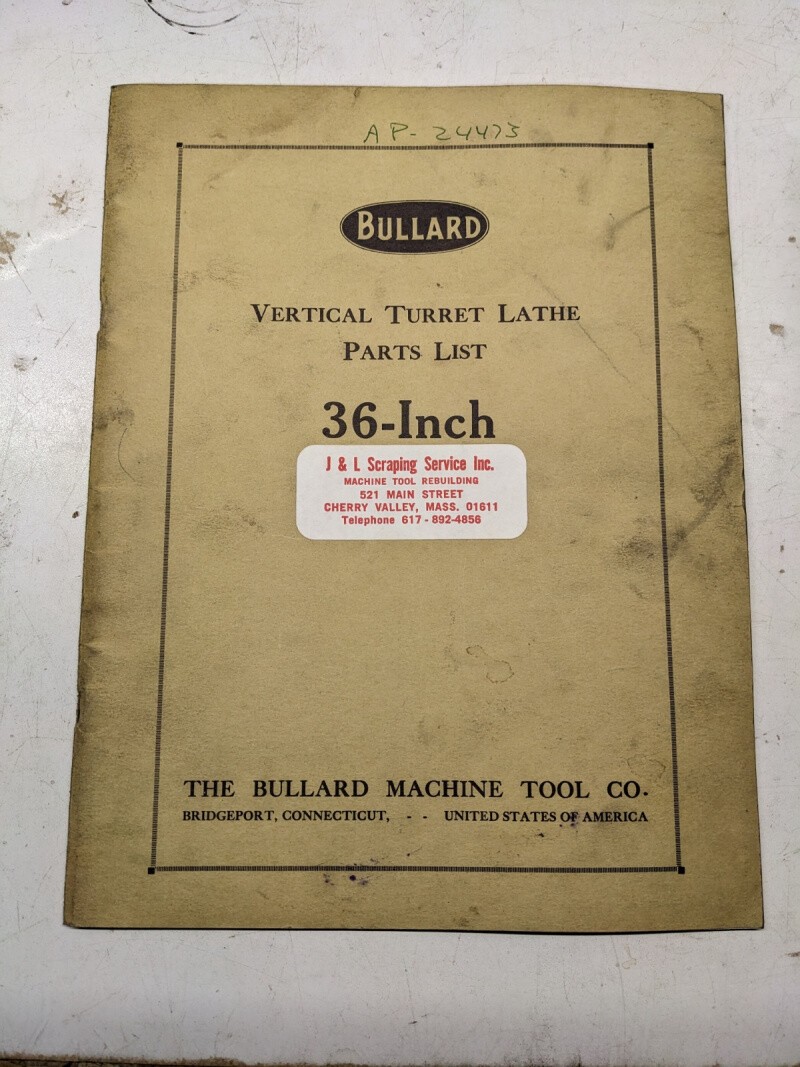 AP-24473
BULLARD
VERTICAL TURRET LATHE
PARTS LIST
36-Inch
J & L Scraping Service Inc.
MACHINE TOOL REBUILDING
521 MAIN STREET
CHERRY VALLEY, MASS. 01611
Telephone 617-892-4856
THE BULLARD MACHINE TOOL CO.
BRIDGEPORT, CONNECTICUT, - - UNITED STATES OF AMERICA